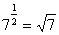 7^{1/2} = √7